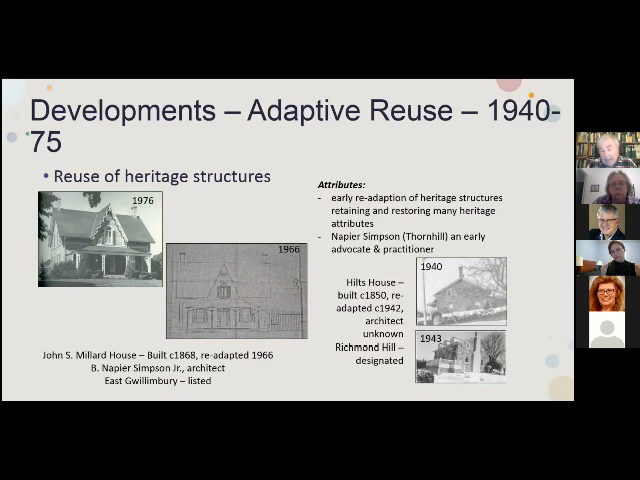 Developments – Adaptive Reuse – 1940-
75
• Reuse of heritage structures
1976
1966
John S. Millard House – Built c1868, re-adapted 1966
B. Napier Simpson Jr., architect
East Gwillimbury – listed
Attributes:
- early re-adaption of heritage structures
retaining and restoring many heritage
attributes
- Napier Simpson (Thornhill) an early
advocate & practitioner
Hilts House –
built c1850, re-
adapted c1942,
architect
unknown
Richmond Hill –
designated
1940
1943